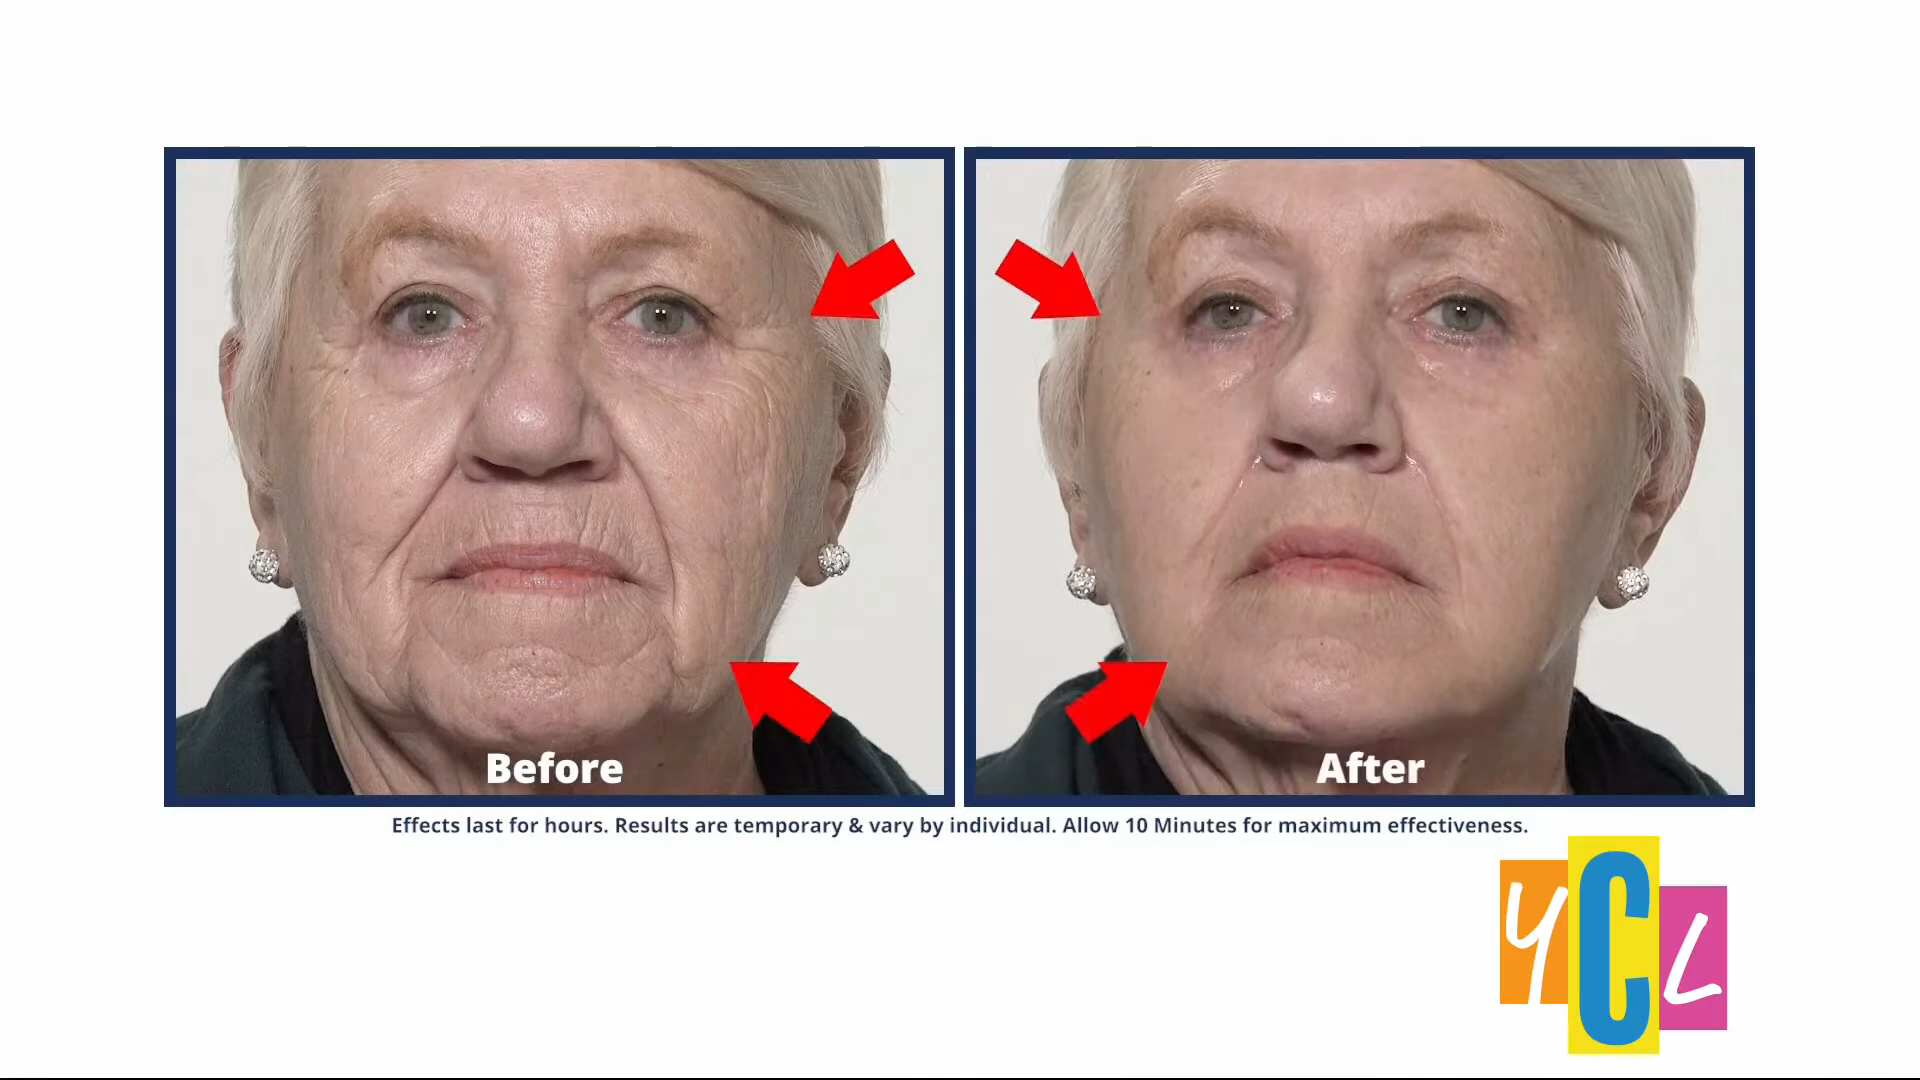 Before
After
Effects last for hours. Results are temporary & vary by individual. Allow 10 Minutes for maximum effectiveness.
YCL